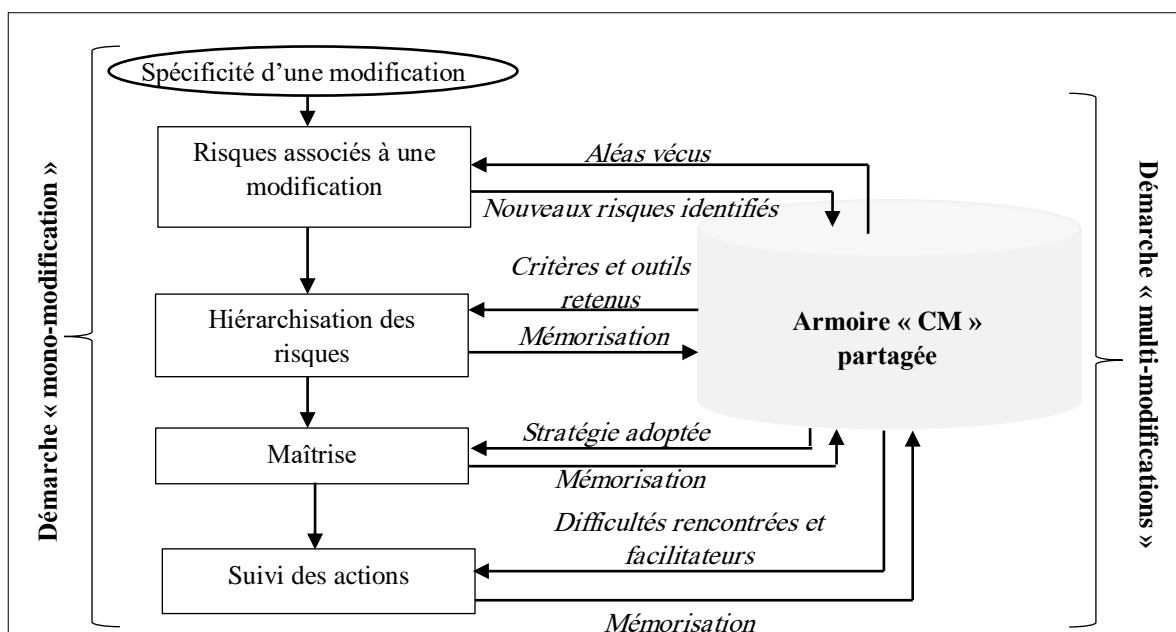 Spécificité d’une modification
Démarche « mono-modification »
Risques associés à une
modification
Aléas vécus
Nouveaux risques identifiés
Critères et outils
retenus
Hiérarchisation des
risques
Mémorisation
Armoire « CM »
partagée
Démarche « multi-modifications »
Stratégie adoptée
Maîtrise
Mémorisation
Difficultés rencontrées et
facilitateurs
Suivi des actions
Mémorisation